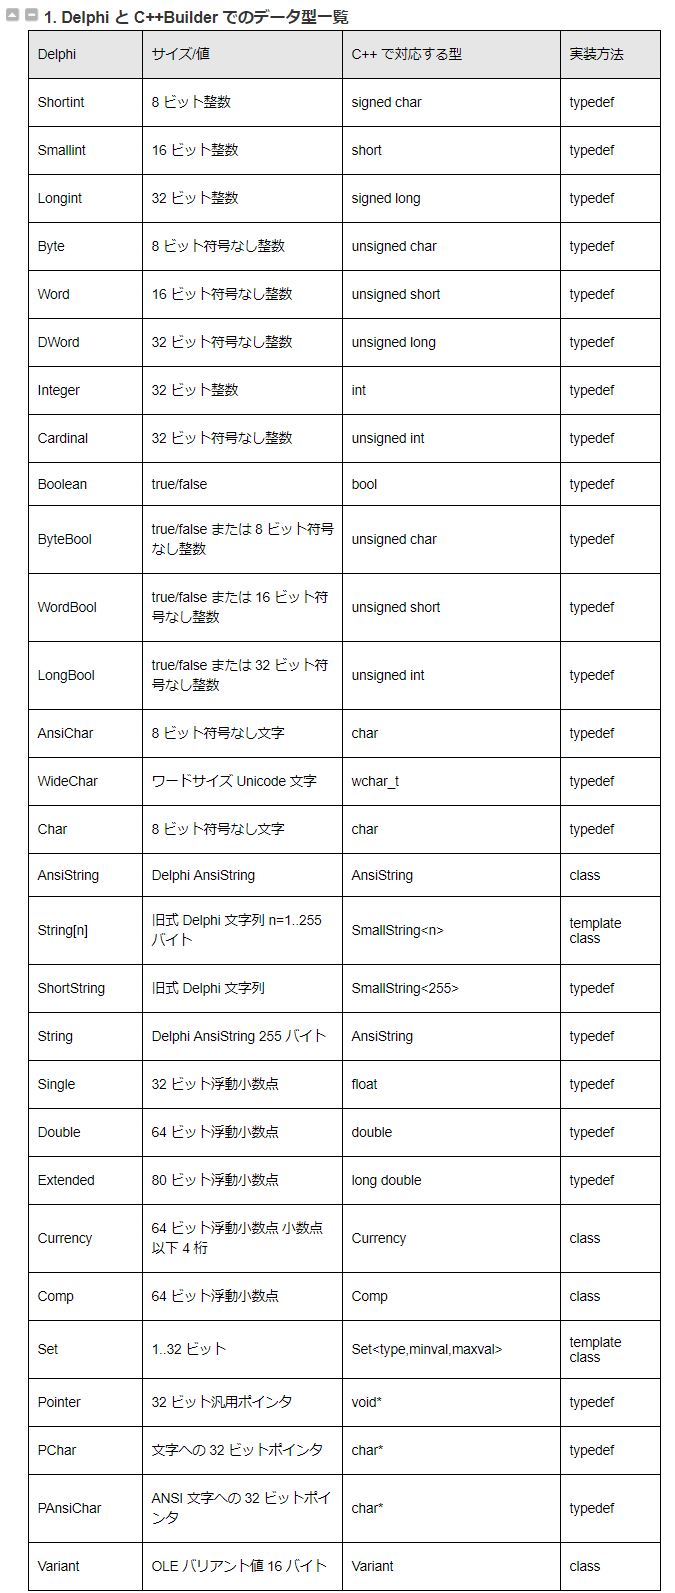 1. Delphi と C++Builder でのデータ型一覧
Delphi サイズ/値 C++ で対応する型 実装方法
Shortint 8 ビット整数 signed char typedef
Smallint 16 ビット整数 short typedef
Longint 32 ビット整数 signed long typedef
Byte 8 ビット符号なし整数 unsigned char typedef
Word 16 ビット符号なし整数 unsigned short typedef
DWord 32 ビット符号なし整数 unsigned long typedef
Integer 32 ビット整数 int typedef
Cardinal 32 ビット符号なし整数 unsigned int typedef
Boolean true/false bool typedef
ByteBool true/false または 8 ビット符号
なし整数 unsigned char typedef
WordBool true/false または 16 ビット符
号なし整数 unsigned short typedef
LongBool true/false または 32 ビット符
号なし整数 unsigned int typedef
AnsiChar 8 ビット符号なし文字 char typedef
WideChar ワードサイズ Unicode 文字 wchar_t typedef
Char 8 ビット符号なし文字 char typedef
AnsiString Delphi AnsiString AnsiString class
String[n] 旧式 Delphi 文字列 n=1..255
バイト SmallString<n> template
class
ShortString 旧式 Delphi 文字列 SmallString<255> typedef
String Delphi AnsiString 255 バイト AnsiString typedef
Single 32 ビット浮動小数点 float typedef
Double 64 ビット浮動小数点 double typedef
Extended 80 ビット浮動小数点 long double typedef
Currency 64 ビット浮動小数点 小数点
以下 4 桁 Currency class
Comp 64 ビット浮動小数点 Comp class
Set 1..32 ビット Set<type,minval,maxval> template
class
Pointer 32 ビット汎用ポインタ void* typedef
PChar 文字への 32 ビットポインタ char* typedef
PAnsiChar ANSI 文字への 32 ビットポイ
ンタ char* typedef
Variant OLE バリアント値 16 バイト Variant class